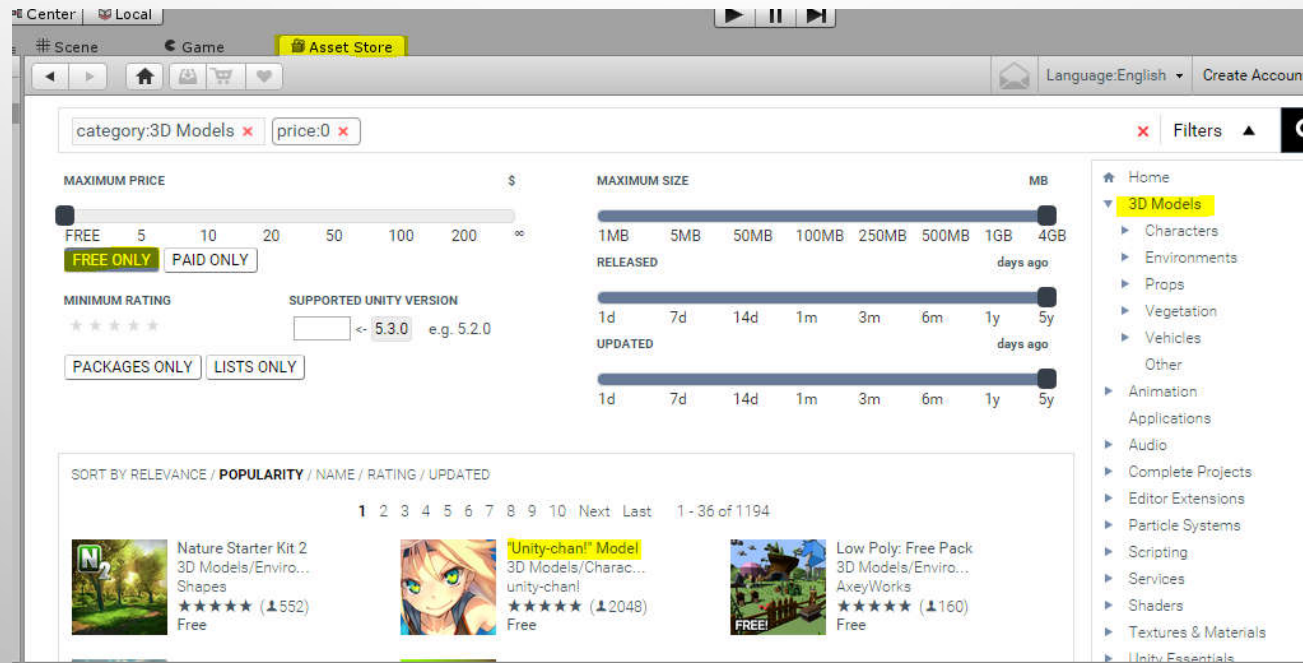 Center Local
Scene Game Asset Store
Language:English Create Accoun
category:3D Models × price:0 ×
× Filters ▲
MAXIMUM PRICE $
FREE 5 10 20 50 100 200 ∞
FREE ONLY PAID ONLY
MINIMUM RATING SUPPORTED UNITY VERSION
<- 5.3.0 e.g. 5.2.0
PACKAGES ONLY LISTS ONLY
MAXIMUM SIZE MB
1MB 5MB 50MB 100MB 250MB 500MB 1GB 4GB
RELEASED days ago
1d 7d 14d 1m 3m 6m 1y 5y
UPDATED days ago
1d 7d 14d 1m 3m 6m 1y 5y
SORT BY RELEVANCE / POPULARITY / NAME / RATING / UPDATED
1 2 3 4 5 6 7 8 9 10 Next Last 1 - 36 of 1194
N2
Nature Starter Kit 2
3D Models/Enviro...
Shapes
★★★★★ (552)
Free
"Unity-chan!" Model
3D Models/Charac...
unity-chan!
★★★★★ (2048)
Free
FREE!
Low Poly: Free Pack
3D Models/Enviro...
AxeyWorks
★★★★★ (160)
Free
Home
3D Models
Characters
Environments
Props
Vegetation
Vehicles
Other
Animation
Applications
Audio
Complete Projects
Editor Extensions
Particle Systems
Scripting
Services
Shaders
Textures & Materials
Unity Essentials